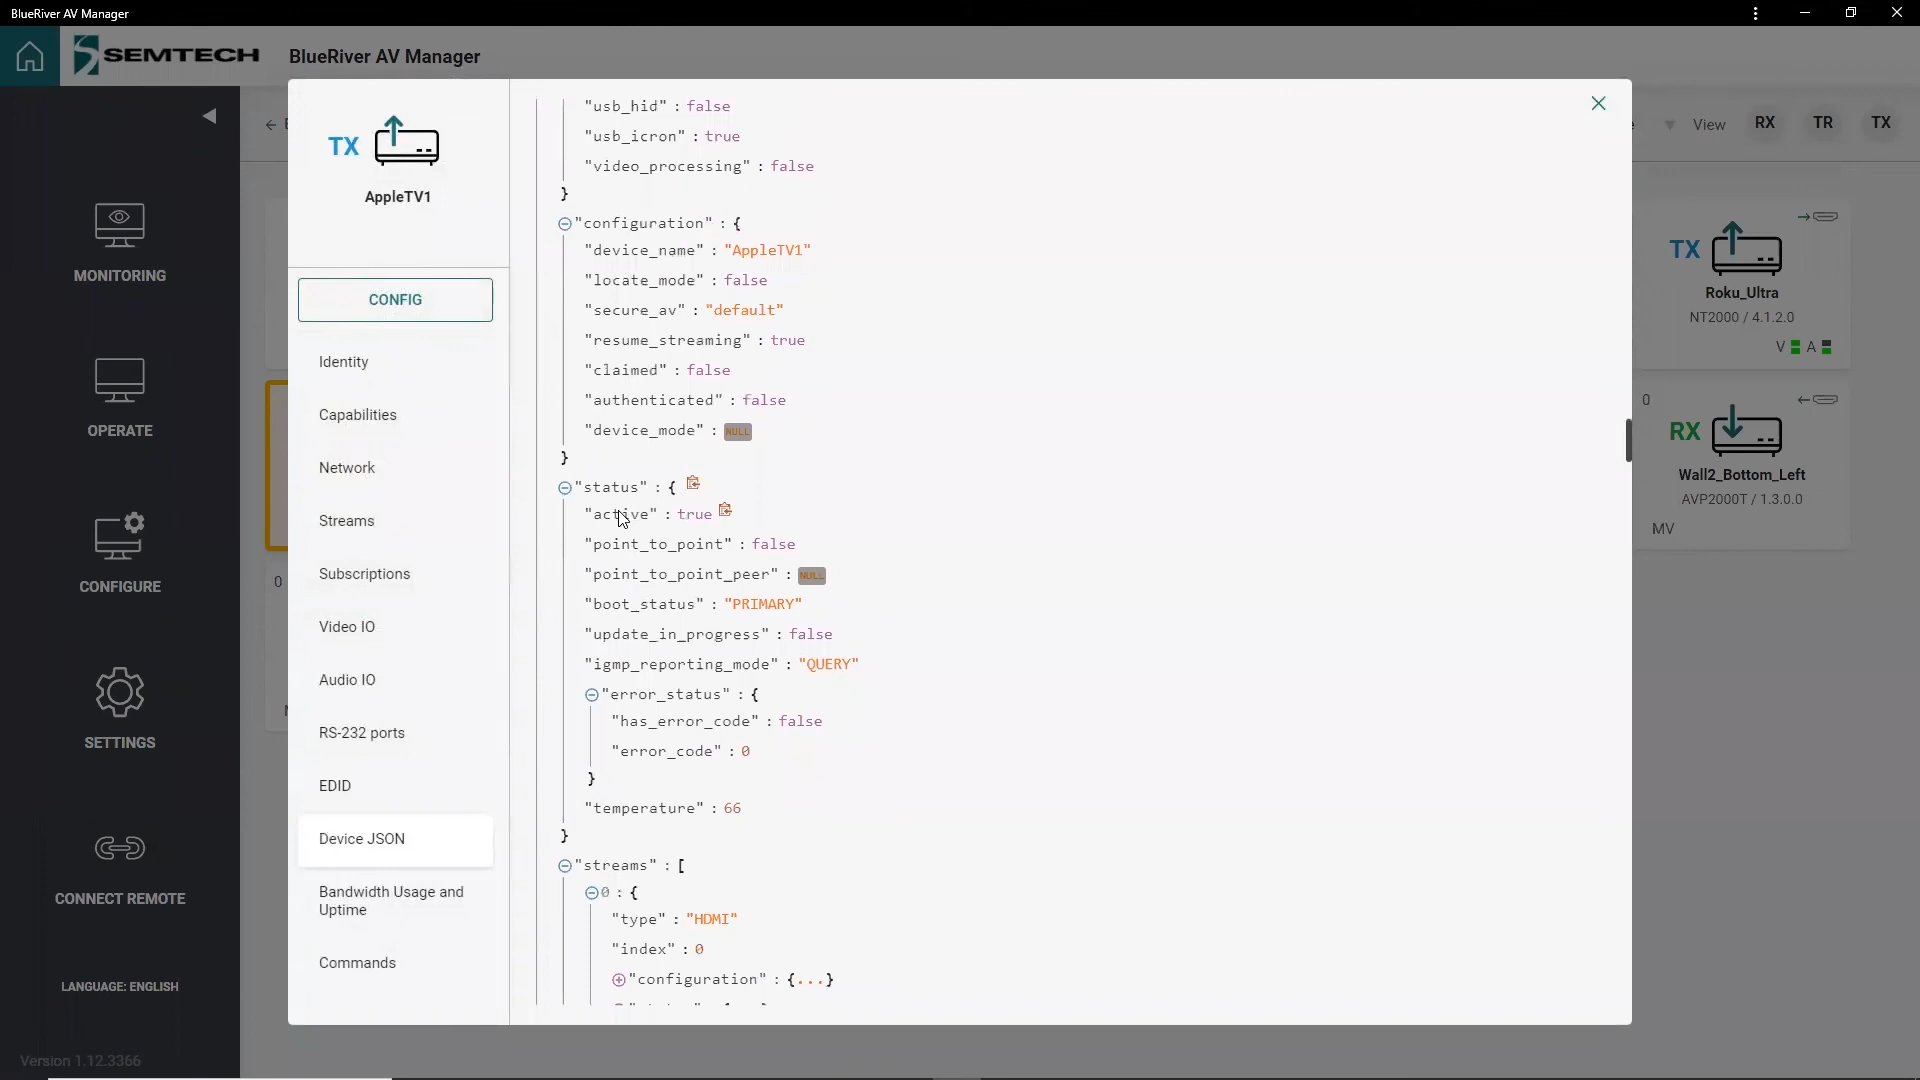 BlueRiver AV Manager
SEMTECH
BlueRiver AV Manager
View
RX
TR
TX
MONITORING
OPERATE
CONFIGURE
SETTINGS
CONNECT REMOTE
LANGUAGE: ENGLISH
Version 1.12.3366
TX
AppleTV1
CONFIG
Identity
Capabilities
Network
Streams
Subscriptions
Video IO
Audio IO
RS-232 ports
EDID
Device JSON
Bandwidth Usage and
Uptime
Commands
"usb_hid" : false
"usb_icron" : true
"video_processing" : false
}
"configuration" : {
"device_name" : "AppleTV1"
"locate_mode" : false
"secure_av" : "default"
"resume_streaming" : true
"claimed" : false
"authenticated" : false
"device_mode" : NULL
}
"status" : {
"active" : true
"point_to_point" : false
"point_to_point_peer" : NULL
"boot_status" : "PRIMARY"
"update_in_progress" : false
"igmp_reporting_mode" : "QUERY"
"error_status" : {
"has_error_code" : false
"error_code" : 0
}
"temperature" : 66
}
"streams" : [
0 : {
"type" : "HDMI"
"index" : 0
"configuration" : {...}
TX
Roku_Ultra
NT2000 / 4.1.2.0
V A
0
RX
Wall2_Bottom_Left
AVP2000T / 1.3.0.0
MV
0